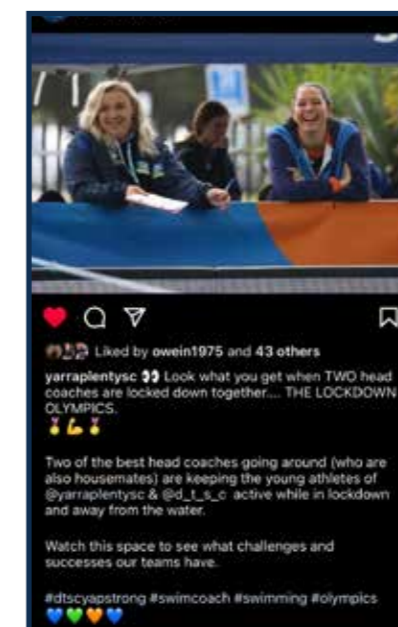 Liked by owein1975 and 43 others
yarraplentysc 👀 Look what you get when TWO head
coaches are locked down together.... THE LOCKDOWN
OLYMPICS.
🏅💪🏅
Two of the best head coaches going around (who are
also housemates) are keeping the young athletes of
@yarraplentysc & @d_t_s_c active while in lockdown
and away from the water.
Watch this space to see what challenges and
successes our teams have.
#dtscyapstrong #swimcoach #swimming #olympics
💙💚🧡💙